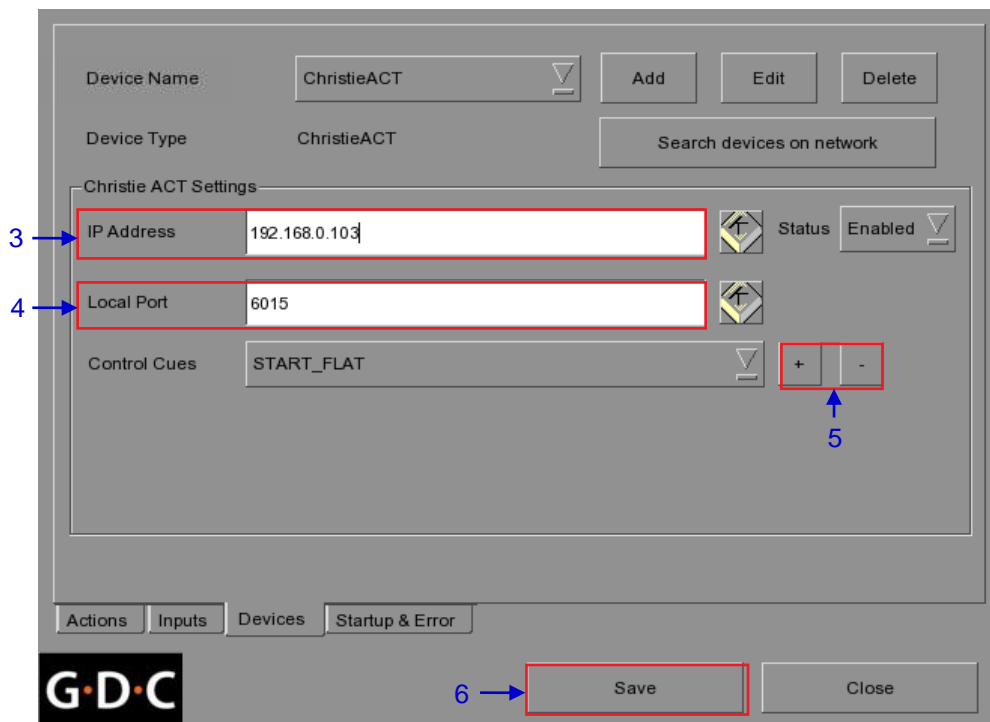 Device Name ChristieACT Add Edit Delete
Device Type ChristieACT Search devices on network
Christie ACT Settings
3 IP Address 192.168.0.103 Status Enabled
4 Local Port 6015
Control Cues START_FLAT + -
5
Actions Inputs Devices Startup & Error
G·D·C 6 Save Close